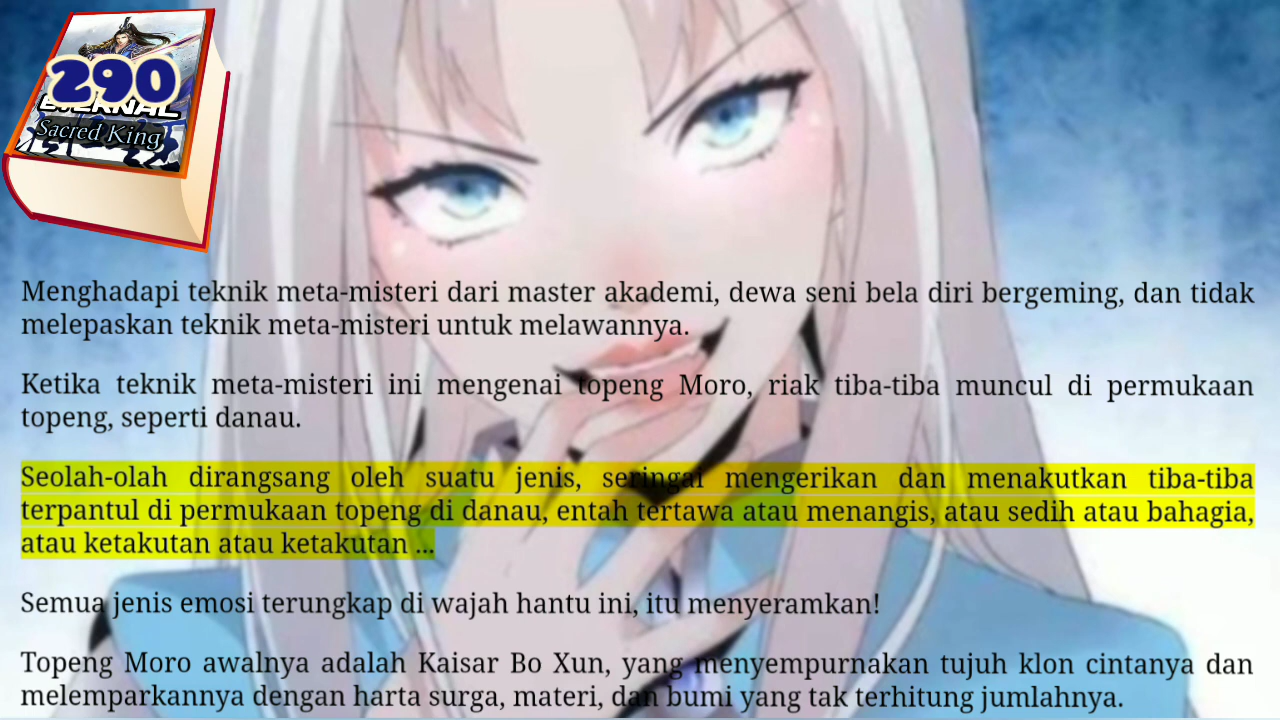 290
ETERNAL
Sacred King
Menghadapi teknik meta-misteri dari master akademi, dewa seni bela diri bergeming, dan tidak
melepaskan teknik meta-misteri untuk melawannya.
Ketika teknik meta-misteri ini mengenai topeng Moro, riak tiba-tiba muncul di permukaan
topeng, seperti danau.
Seolah-olah dirangsang oleh suatu jenis, seringai mengerikan dan menakutkan tiba-tiba
terpantul di permukaan topeng di danau, entah tertawa atau menangis, atau sedih atau bahagia,
atau ketakutan atau ketakutan ...
Semua jenis emosi terungkap di wajah hantu ini, itu menyeramkan!
Topeng Moro awalnya adalah Kaisar Bo Xun, yang menyempurnakan tujuh klon cintanya dan
melemparkannya dengan harta surga, materi, dan bumi yang tak terhitung jumlahnya.